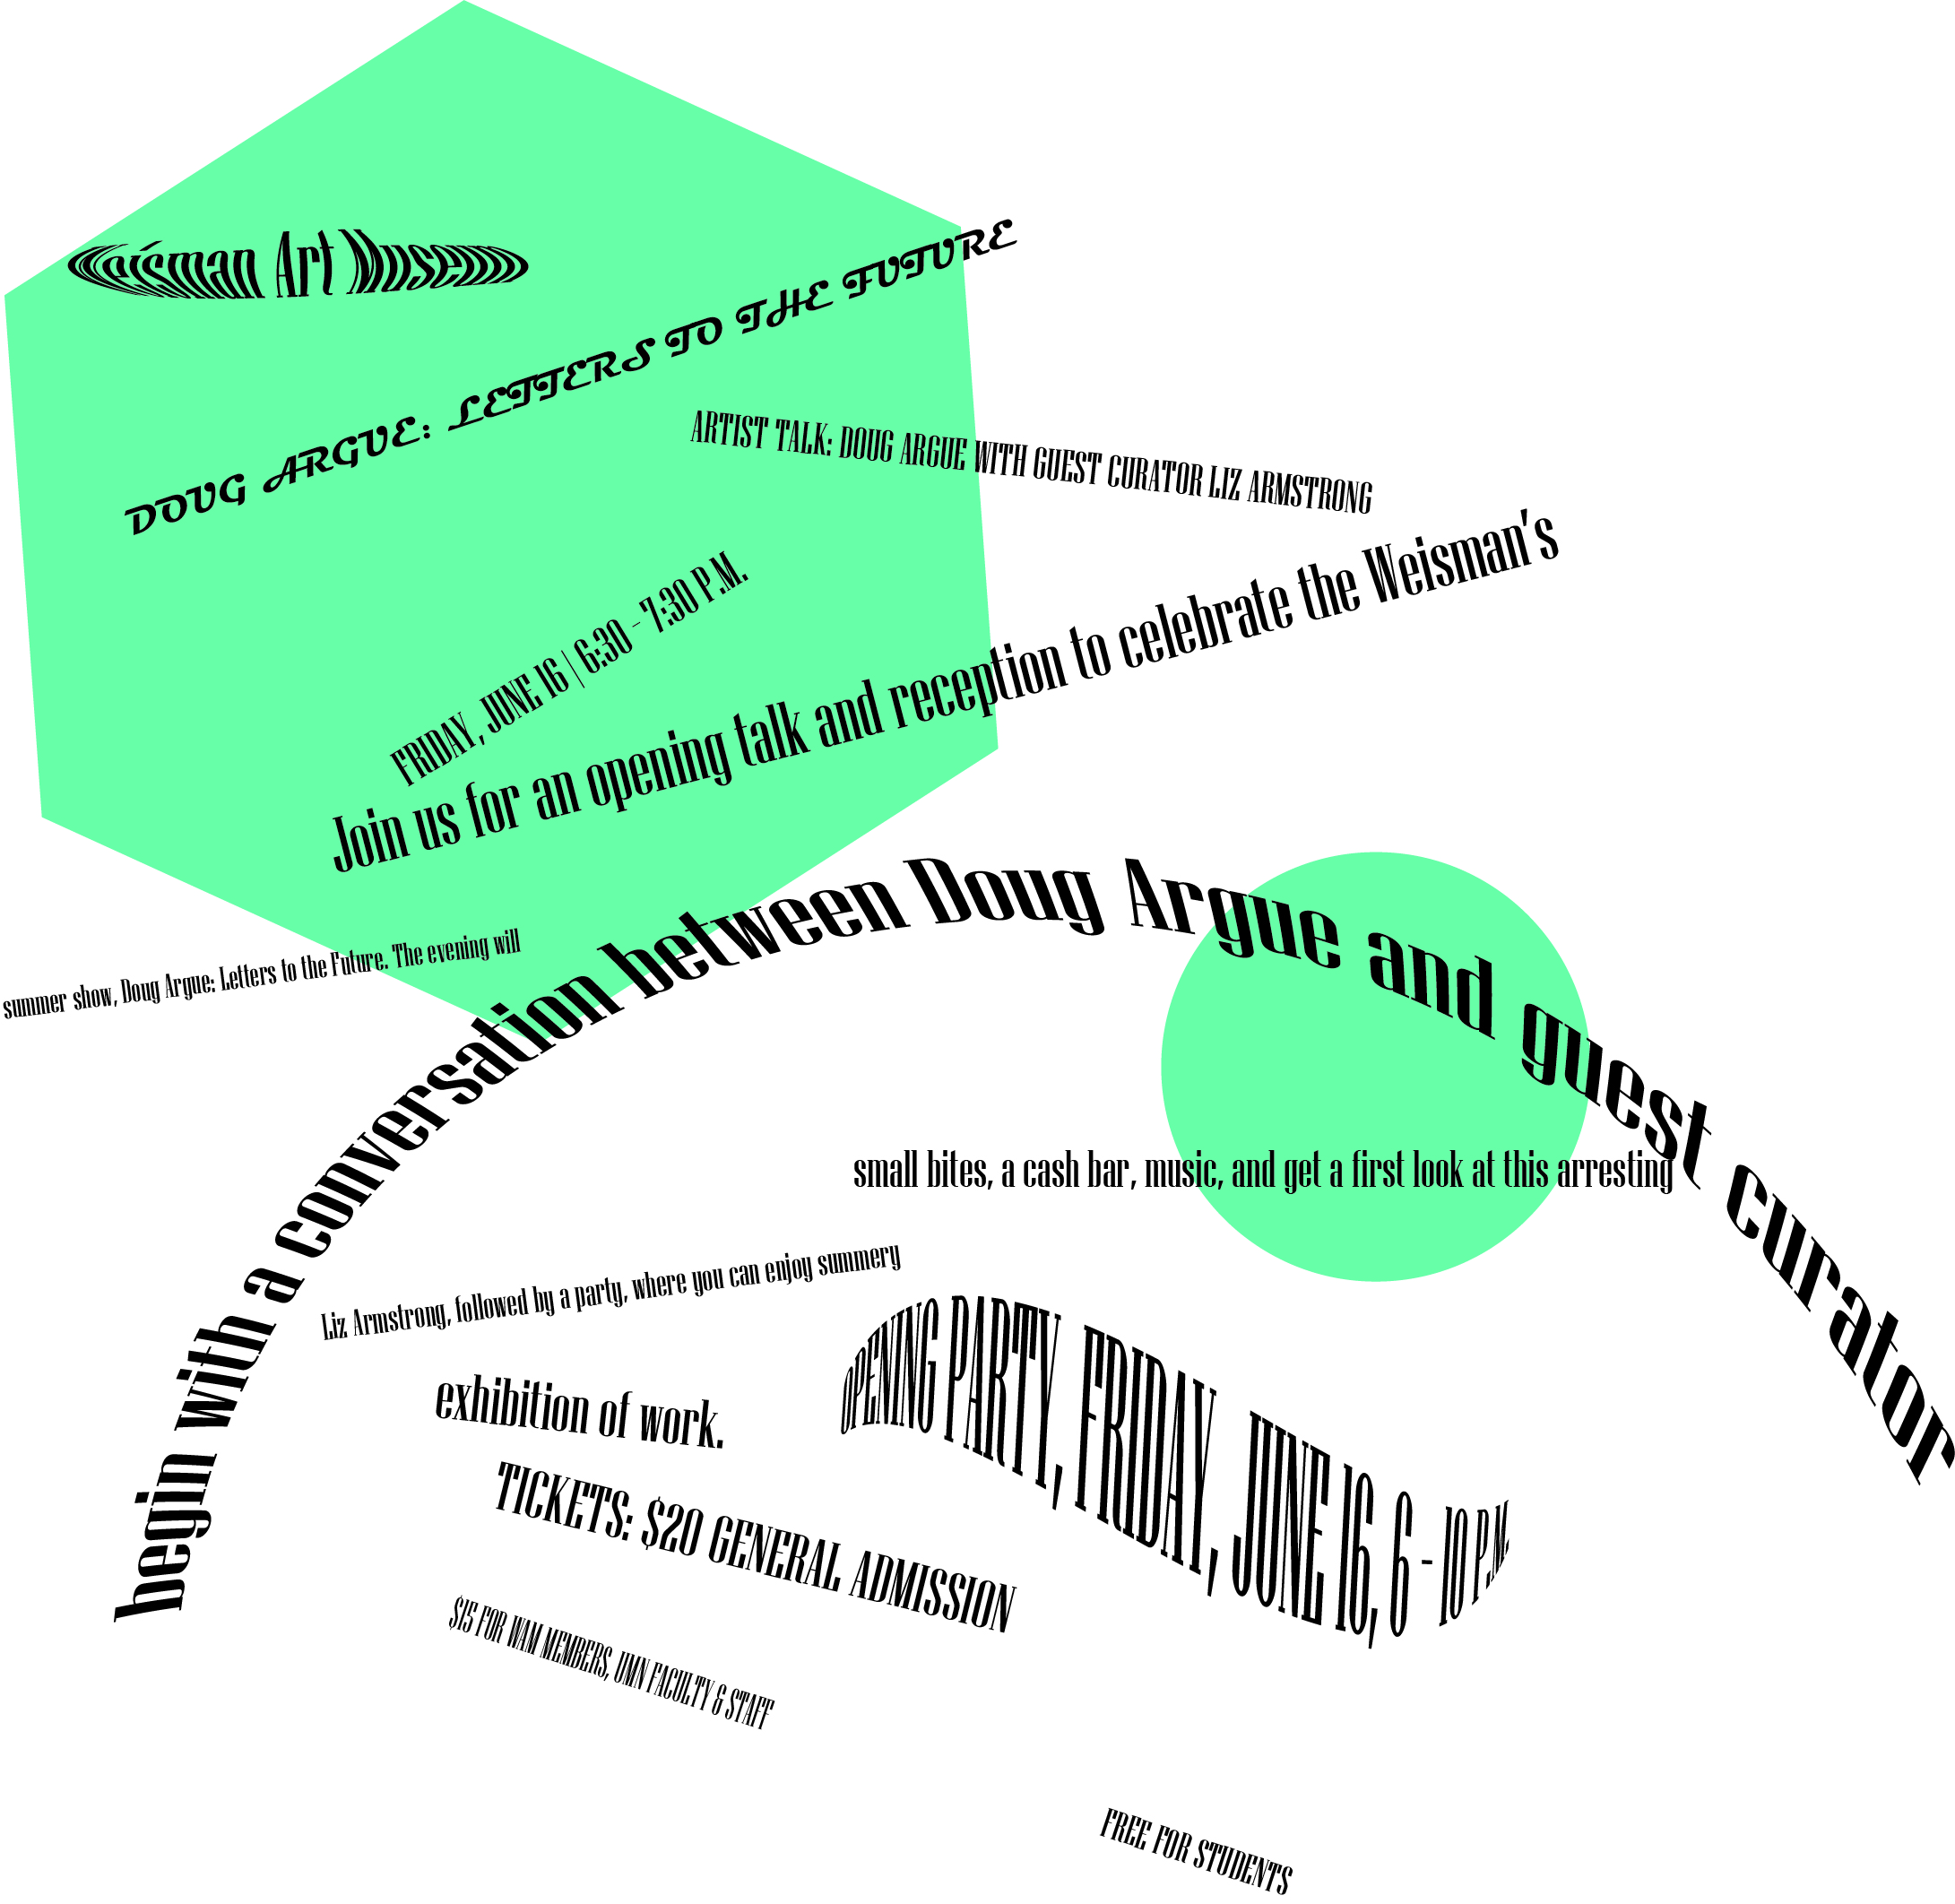 Weisman Art Museum
DOUG ARGUE: LETTERS TO THE FUTURE
ARTIST TALK: DOUG ARGUE WITH GUEST CURATOR LIZ ARMSTRONG
FRIDAY, JUNE 16 | 6:30 - 7:30 P.M.
Join us for an opening talk and reception to celebrate the Weisman's
summer show, Doug Argue: Letters to the Future. The evening will
begin with a conversation between Doug Argue and guest curator
Liz Armstrong, followed by a party, where you can enjoy summery
small bites, a cash bar, music, and get a first look at this arresting
exhibition of work.
OPENING PARTY, FRIDAY, JUNE 16, 6 - 10 P.M.
TICKETS: $20 GENERAL ADMISSION
$15 FOR WAM MEMBERS, UMN FACULTY & STAFF
FREE FOR STUDENTS